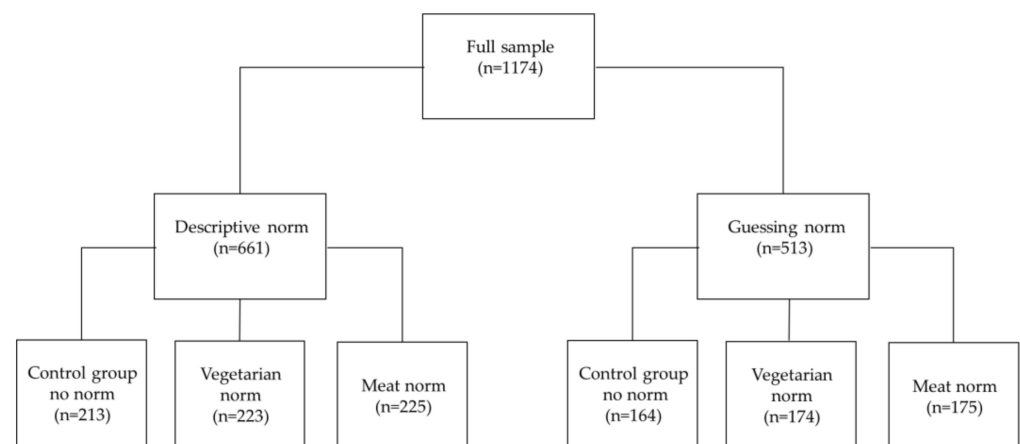 Full sample
(n=1174)
Descriptive norm
(n=661)
Guessing norm
(n=513)
Control group
no norm
(n=213)
Vegetarian
norm
(n=223)
Meat norm
(n=225)
Control group
no norm
(n=164)
Vegetarian
norm
(n=174)
Meat norm
(n=175)